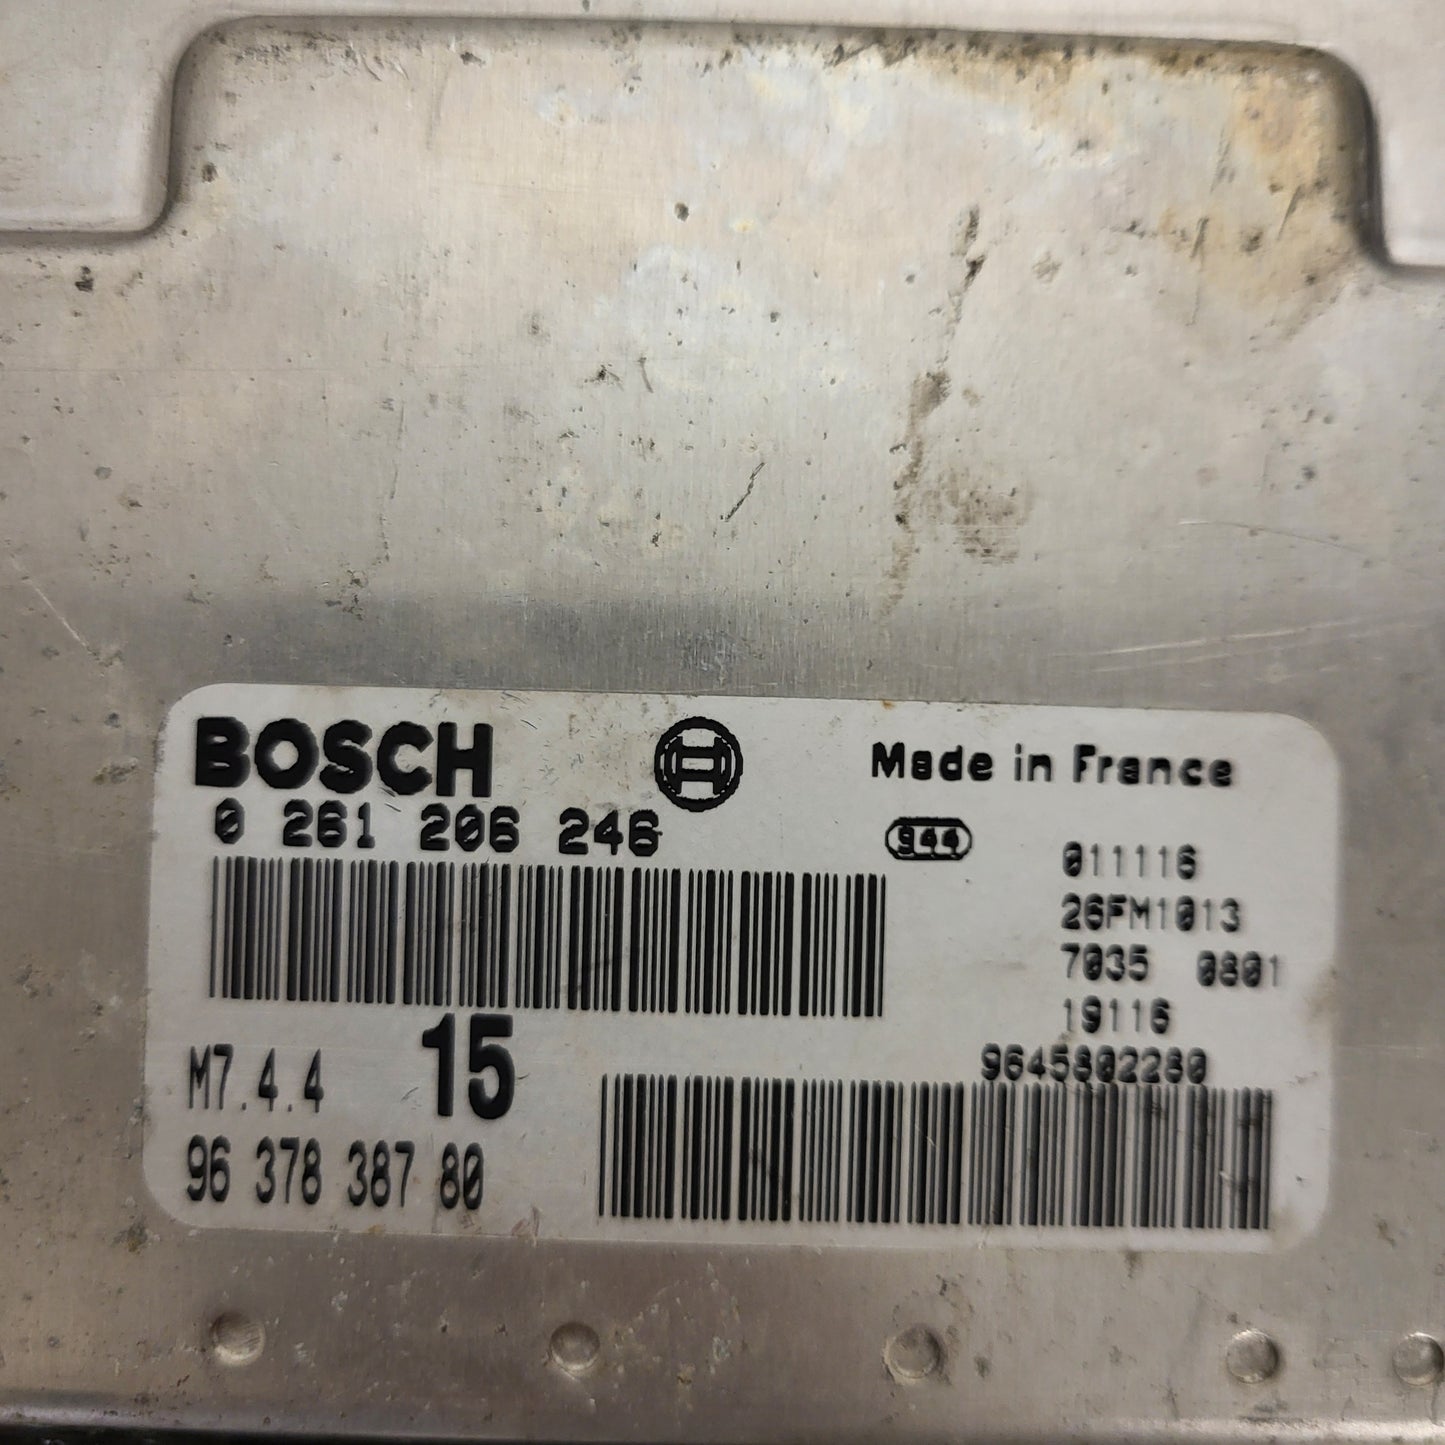 BOSCH
Made in France
0 261 206 246
944
011116
26FM1013
7035 0801
19116
M7.4.4 15
9645802280
96 378 387 80